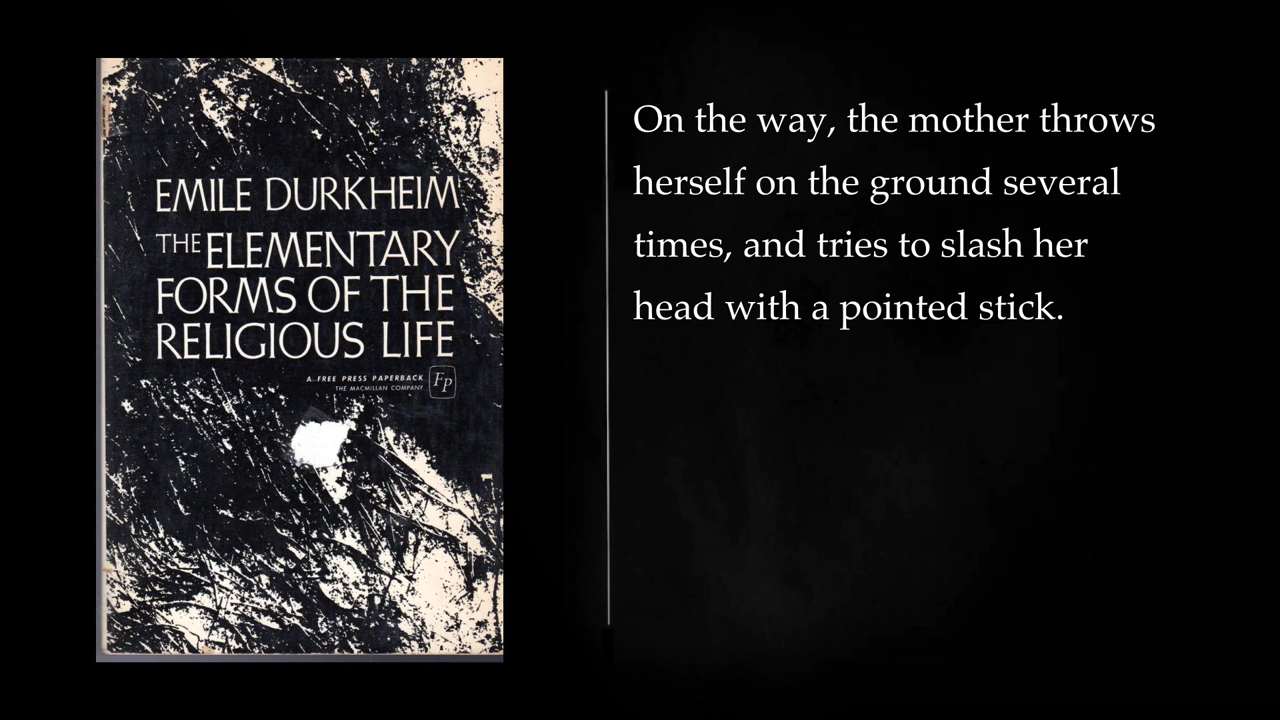 EMILE DURKHEIM
THE ELEMENTARY
FORMS OF THE
RELIGIOUS LIFE
A FREE PRESS PAPERBACK
THE MACMILLAN COMPANY
FP
On the way, the mother throws
herself on the ground several
times, and tries to slash her
head with a pointed stick.